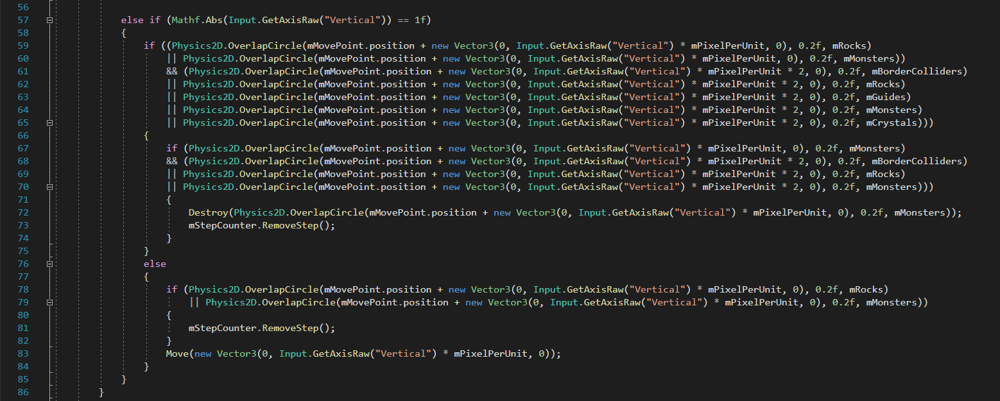 56
57 else if (Mathf.Abs(Input.GetAxisRaw("Vertical")) == 1f)
58 {
59 if ((Physics2D.OverlapCircle(mMovePoint.position + new Vector3(0, Input.GetAxisRaw("Vertical") * mPixelPerUnit, 0), 0.2f, mRocks)
60 || Physics2D.OverlapCircle(mMovePoint.position + new Vector3(0, Input.GetAxisRaw("Vertical") * mPixelPerUnit, 0), 0.2f, mMonsters))
61 && (Physics2D.OverlapCircle(mMovePoint.position + new Vector3(0, Input.GetAxisRaw("Vertical") * mPixelPerUnit * 2, 0), 0.2f, mBorderColliders)
62 || Physics2D.OverlapCircle(mMovePoint.position + new Vector3(0, Input.GetAxisRaw("Vertical") * mPixelPerUnit * 2, 0), 0.2f, mRocks)
63 || Physics2D.OverlapCircle(mMovePoint.position + new Vector3(0, Input.GetAxisRaw("Vertical") * mPixelPerUnit * 2, 0), 0.2f, mGuides)
64 || Physics2D.OverlapCircle(mMovePoint.position + new Vector3(0, Input.GetAxisRaw("Vertical") * mPixelPerUnit * 2, 0), 0.2f, mMonsters)
65 || Physics2D.OverlapCircle(mMovePoint.position + new Vector3(0, Input.GetAxisRaw("Vertical") * mPixelPerUnit * 2, 0), 0.2f, mCrystals)))
66 {
67 if (Physics2D.OverlapCircle(mMovePoint.position + new Vector3(0, Input.GetAxisRaw("Vertical") * mPixelPerUnit, 0), 0.2f, mMonsters)
68 && (Physics2D.OverlapCircle(mMovePoint.position + new Vector3(0, Input.GetAxisRaw("Vertical") * mPixelPerUnit * 2, 0), 0.2f, mBorderColliders)
69 || Physics2D.OverlapCircle(mMovePoint.position + new Vector3(0, Input.GetAxisRaw("Vertical") * mPixelPerUnit * 2, 0), 0.2f, mRocks)
70 || Physics2D.OverlapCircle(mMovePoint.position + new Vector3(0, Input.GetAxisRaw("Vertical") * mPixelPerUnit * 2, 0), 0.2f, mMonsters)))
71 {
72 Destroy(Physics2D.OverlapCircle(mMovePoint.position + new Vector3(0, Input.GetAxisRaw("Vertical") * mPixelPerUnit, 0), 0.2f, mMonsters));
73 mStepCounter.RemoveStep();
74 }
75 }
76 else
77 {
78 if (Physics2D.OverlapCircle(mMovePoint.position + new Vector3(0, Input.GetAxisRaw("Vertical") * mPixelPerUnit, 0), 0.2f, mRocks)
79 || Physics2D.OverlapCircle(mMovePoint.position + new Vector3(0, Input.GetAxisRaw("Vertical") * mPixelPerUnit, 0), 0.2f, mMonsters))
80 {
81 mStepCounter.RemoveStep();
82 }
83 Move(new Vector3(0, Input.GetAxisRaw("Vertical") * mPixelPerUnit, 0));
84 }
85 }
86 }